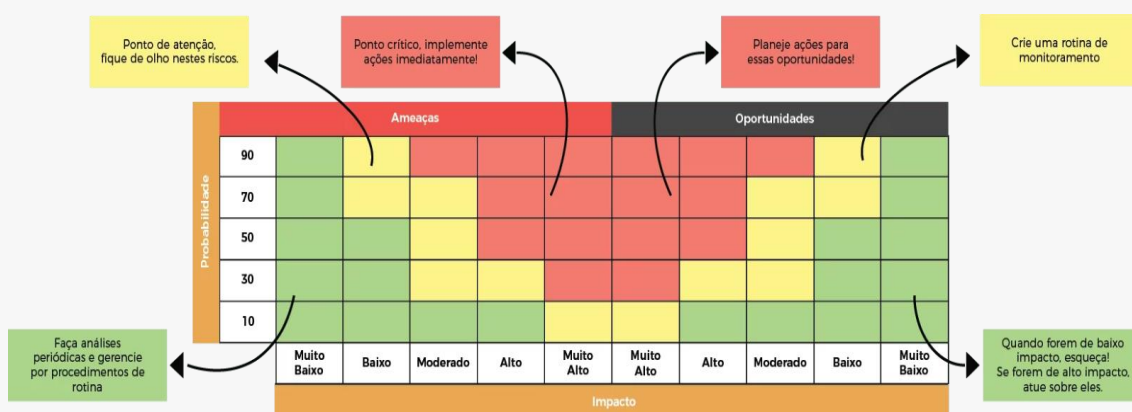 Ponto de atenção,
fique de olho nestes riscos.
Ponto crítico, implemente
ações imediatamente!
Planeje ações para
essas oportunidades!
Crie uma rotina de
monitoramento
Ameaças
Oportunidades
Probabilidade
90
70
50
30
10
Muito
Baixo
Baixo
Moderado
Alto
Muito
Alto
Muito
Alto
Alto
Moderado
Baixo
Muito
Baixo
Impacto
Faça análises
periódicas e gerencie
por procedimentos de
rotina
Quando forem de baixo
impacto, esqueça!
Se forem de alto impacto,
atue sobre eles.